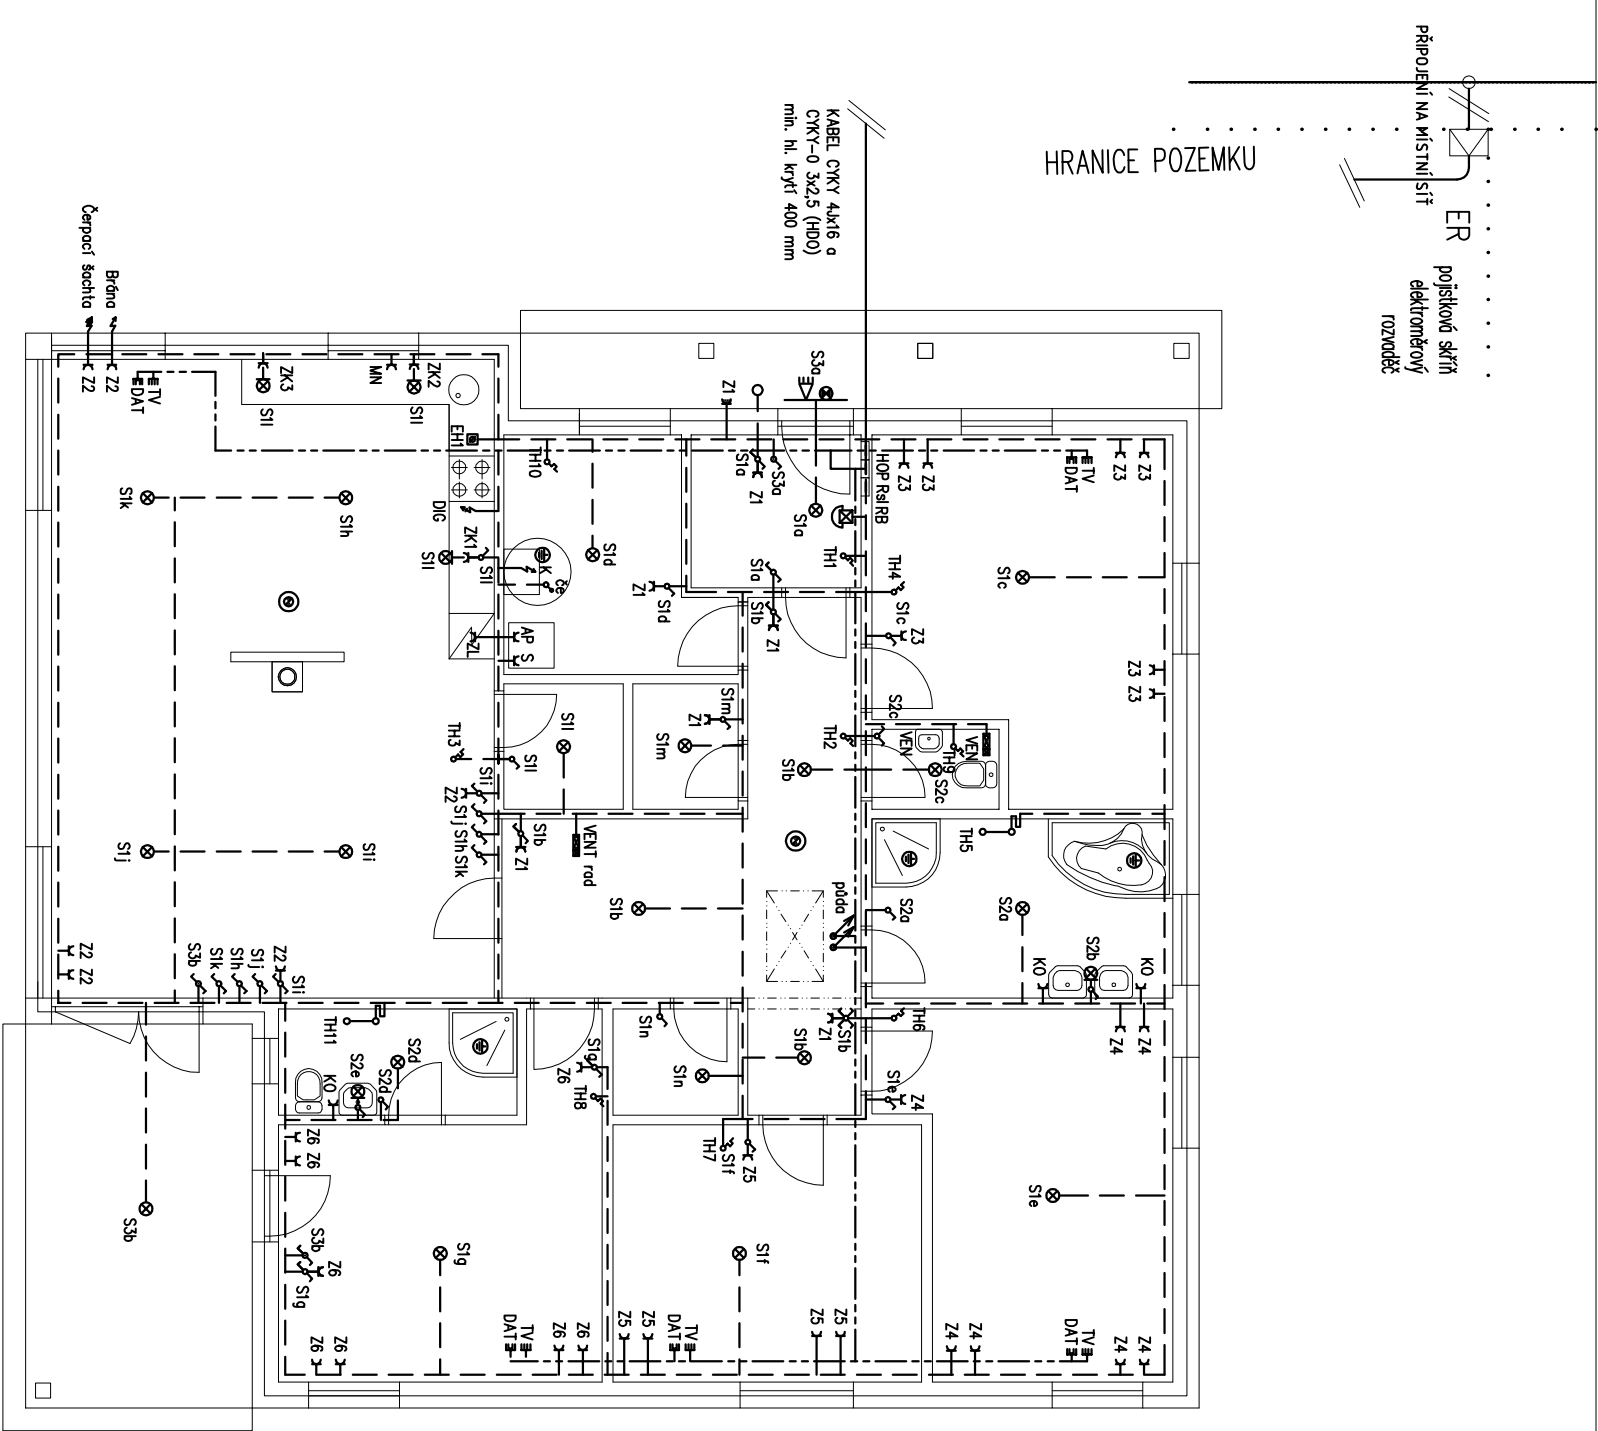 PŘIPOJENÍ NA MÍSTNÍ SÍŤ
HRANICE POZEMKU
ER
pojistková skříň
elektroměrový
rozvaděč
KABEL CYKY 4Jx16 a
CYKY-O 3x2,5 (HDO)
min. hl. krytí 400 mm
Čerpací šachta
Brána
Z2
Z2
DAT
TV
ZK3
S1l
MN
ZK2
S1l
EH1
TH10
Z1
S3a
S1a
Z1
S3a
S1a
HOP
RsIRB
Z3
Z3
DAT
TV
Z3
Z3
S1k
S1h
DIG
ZK1
S1l
S1l
K
če
S1d
Z1
S1d
TH1
S1a
S1b
Z1
TH4
S1c
Z3
S1c
ZL
AP
S
Z3
Z3
TH3
S1l
S1l
S1m
Z1
S1m
TH2
S2c
VEN
VEN
TH9
S2c
S1b
S1i
Z2
S1j
S1h
S1k
S1b
Z1
VENT rad
S1j
S1i
S1b
půda
TH5
S2a
S2a
KO
S2b
KO
Z2
Z2
S3b
S1k
S1h
S1j
Z2
S1i
TH11
S2e
KO
S2d
S2d
S1g
Z6
TH8
S1n
S1n
S1b
Z1
S1b
TH6
S1e
Z4
Z4
Z4
Z6
Z6
TH7
S1f
Z5
S1e
S3b
S3b
Z6
S1g
S1g
S1f
Z6
Z6
DAT
TV
Z6
Z6
Z5
Z5
DAT
TV
Z5
Z5
Z4
Z4
DAT
TV
Z4
Z4